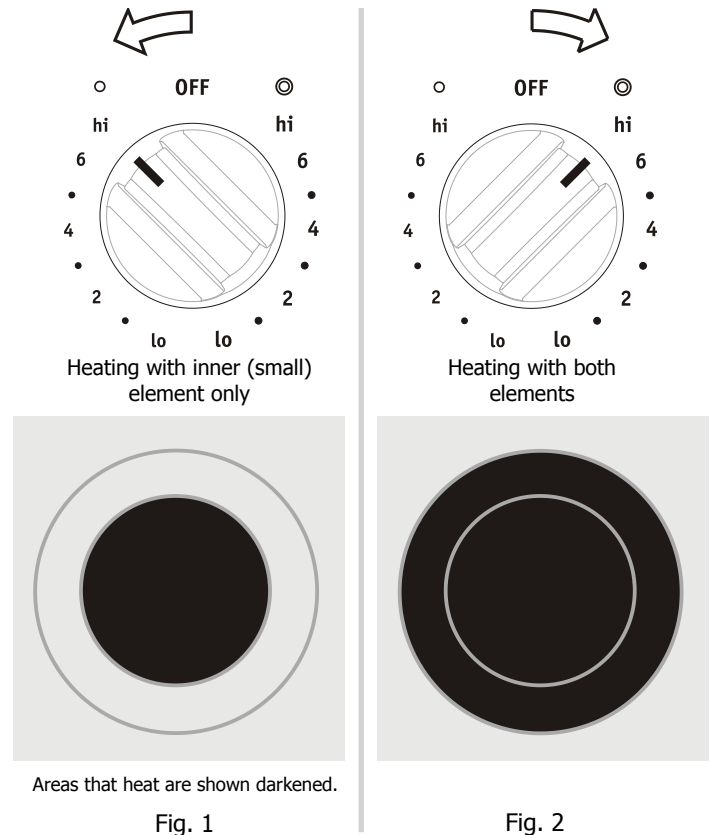 OFF
hi hi
6 6
4 4
2 2
lo lo
Heating with inner (small)
element only
Areas that heat are shown darkened.
Fig. 1
OFF
hi hi
6 6
4 4
2 2
lo lo
Heating with both
elements
Fig. 2